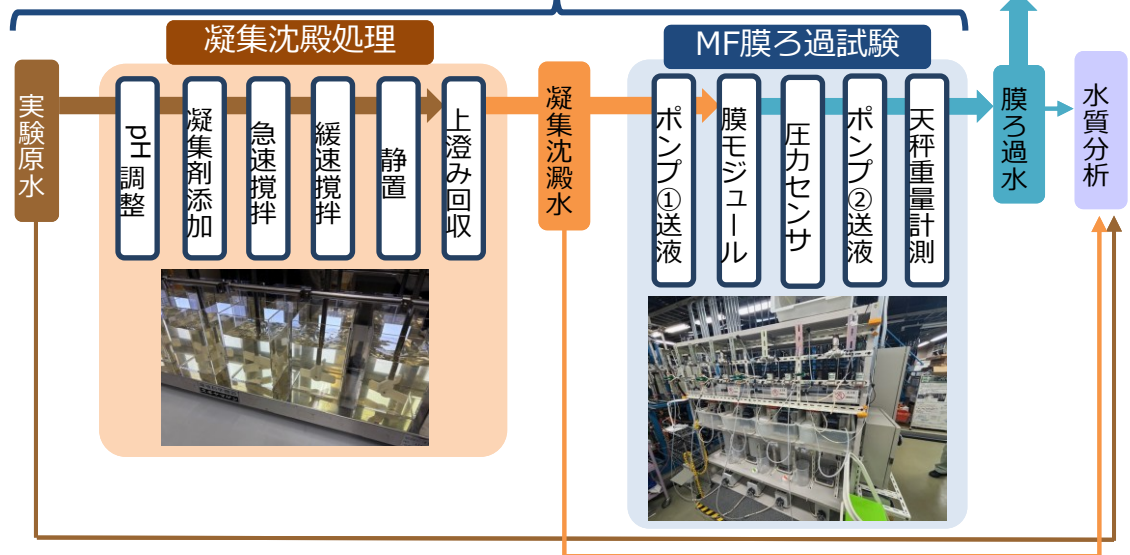 凝集沈殿処理
MF膜ろ過試験
実験原水
pH調整
凝集剤添加
急速撹拌
緩速撹拌
静置
上澄み回収
凝集沈澱水
ポンプ①送液
膜モジュール
圧力センサ
ポンプ②送液
天秤重量計測
膜ろ過水
水質分析